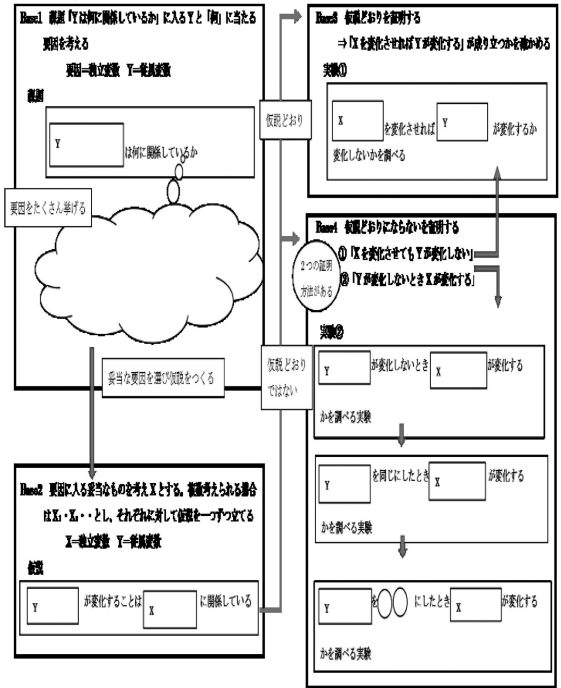 Base1 課題「Yは何に関係しているか」に入るYと「何」に当たる
要因を考える
要因=独立変数 Y=従属変数
課題
Y
は何に関係しているか
要因をたくさん挙げる
妥当な要因を選び仮説をつくる
Base2 要因に入る妥当なものを考えXとする。複数考えられる場合
はX₁・X₂・・とし、それぞれに対して仮説を一つずつ立てる
X=独立変数 Y=従属変数
仮説
Y が変化することは X に関係している
仮説どおり
仮説どおり
ではない
Base3 仮説どおりを証明する
⇒「Xを変化させればYが変化する」が成り立つかを確かめる
実験①
X を変化させれば Y が変化するか
変化しないかを調べる
Base4 仮説どおりにならないを証明する
①「Xを変化させてもYが変化しない」
②「Yが変化しないときXが変化する」
2つの証明
方法がある
実験②
Y が変化しないとき X が変化する
かを調べる実験
Y を同じにしたとき X が変化する
かを調べる実験
Y を○○にしたとき X が変化する
かを調べる実験